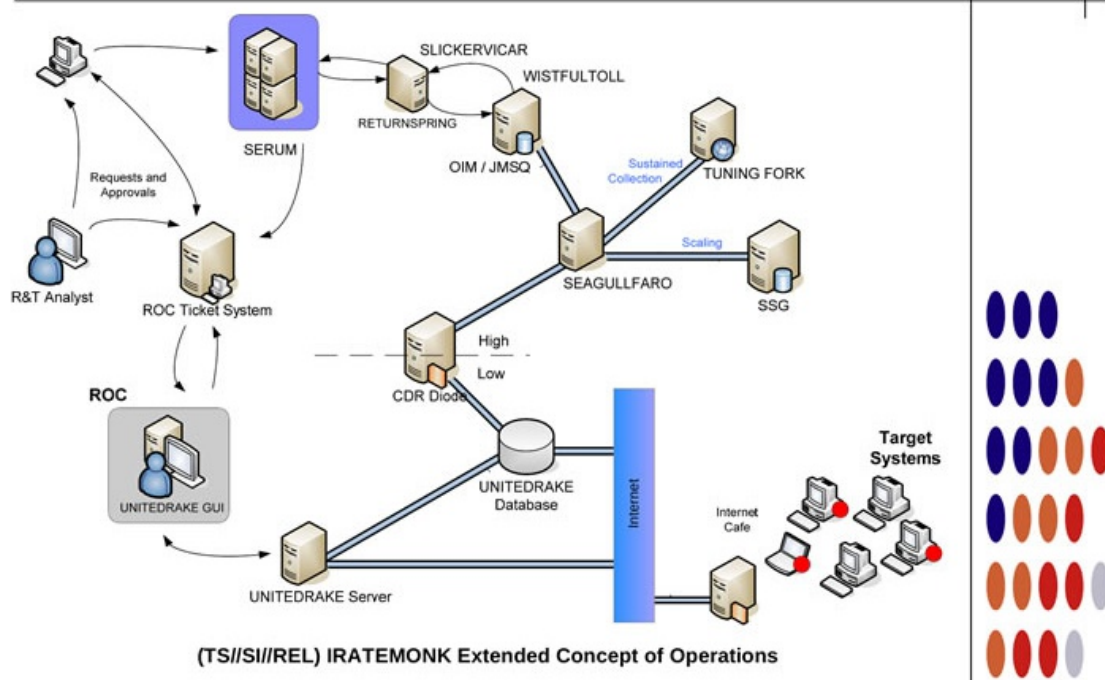 SLICKERVICAR
WISTFULTOLL
RETURNSPRING
SERUM
OIM / JMSQ
Sustained
Collection
TUNING FORK
Requests and
Approvals
Scaling
R&T Analyst
ROC Ticket System
SEAGULLFARO
SSG
High
Low
CDR Diode
ROC
UNITEDRAKE GUI
UNITEDRAKE
Database
Internet
Target
Systems
Internet
Cafe
UNITEDRAKE Server
(TS//SI//REL) IRATEMONK Extended Concept of Operations